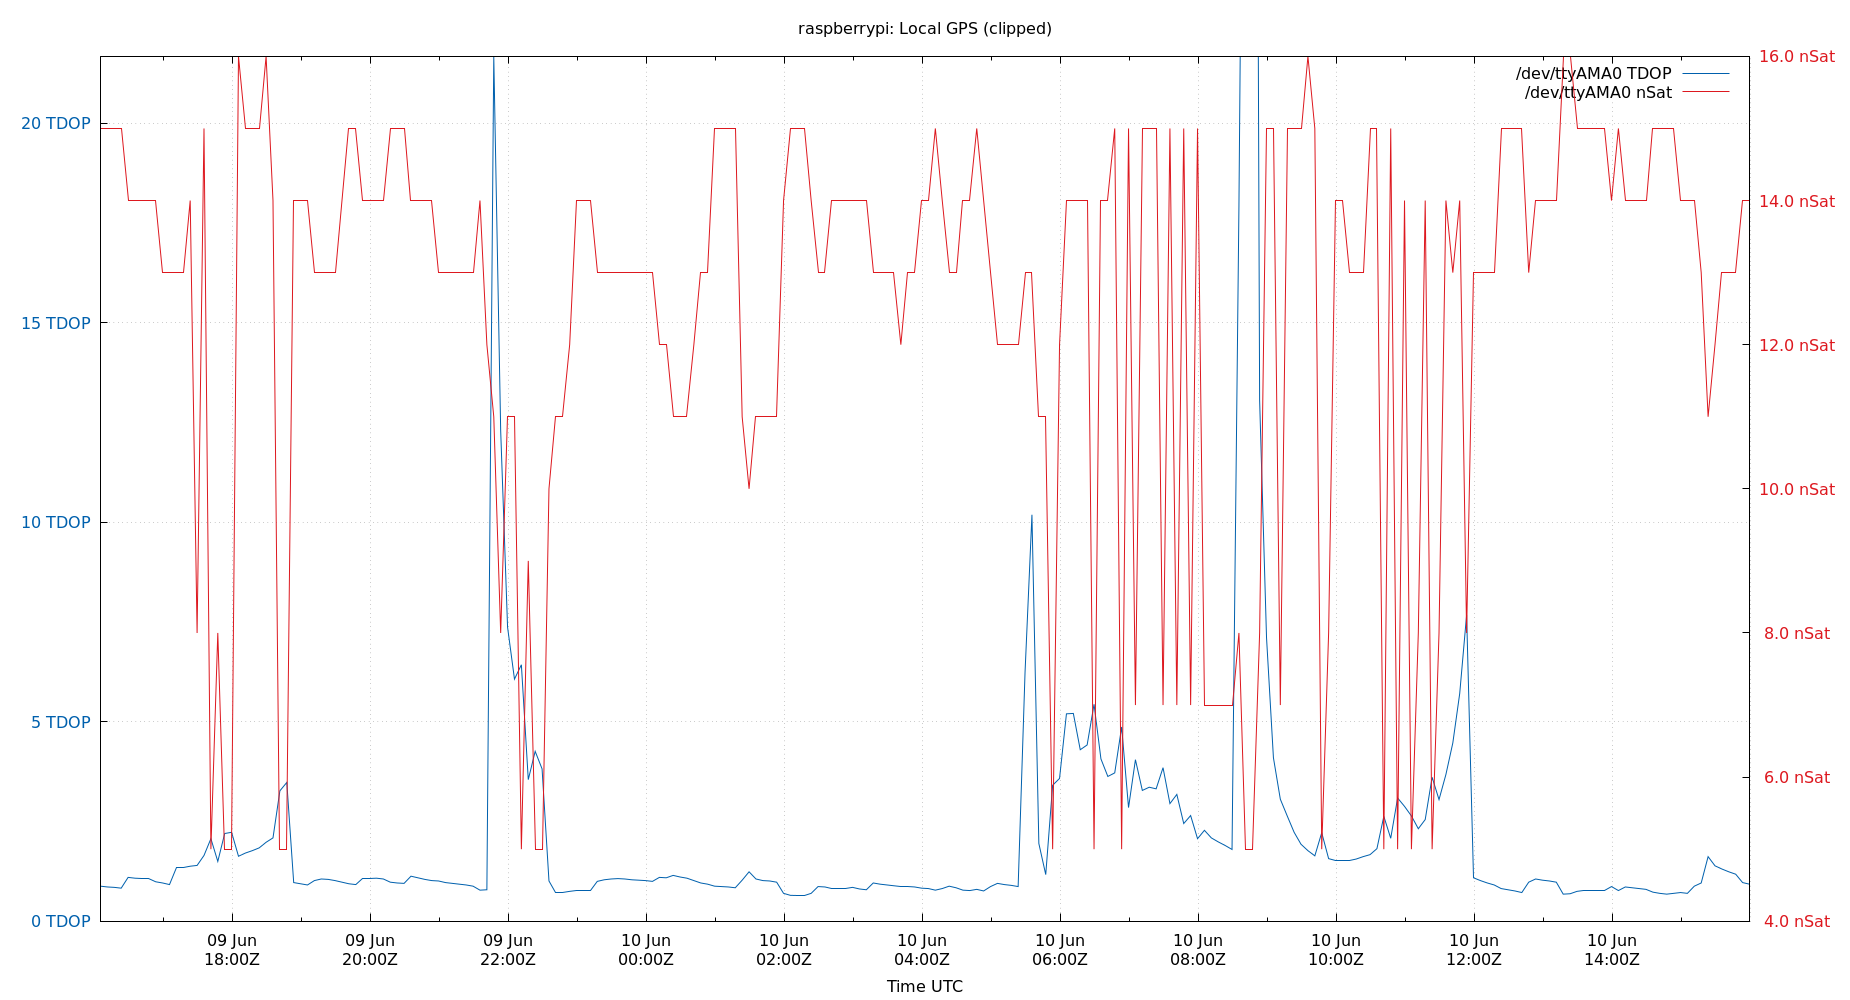 raspberrypi: Local GPS (clipped)
16.0 nSat
/dev/ttyAMA0 TDOP
/dev/ttyAMA0 nSat
20 TDOP
14.0 nSat
15 TDOP
12.0 nSat
10.0 nSat
10 TDOP
8.0 nSat
5 TDOP
6.0 nSat
0 TDOP
4.0 nSat
09 Jun 09 Jun 09 Jun 10 Jun 10 Jun 10 Jun 10 Jun 10 Jun 10 Jun 10 Jun 10 Jun
18:00Z 20:00Z 22:00Z 00:00Z 02:00Z 04:00Z 06:00Z 08:00Z 10:00Z 12:00Z 14:00Z
Time UTC